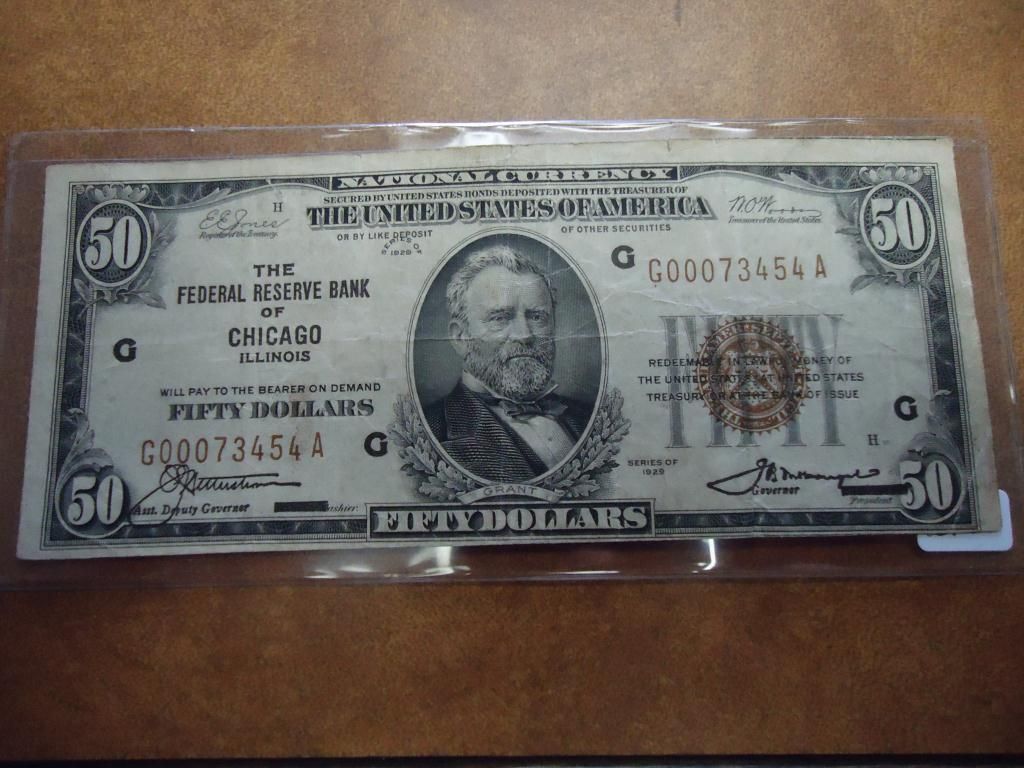 NATIONAL CURRENCY
SECURED BY UNITED STATES BONDS DEPOSITED WITH THE TREASURER OF
THE UNITED STATES OF AMERICA
OR BY LIKE DEPOSIT OF OTHER SECURITIES
SERIES OF 1929
50
50
H
E.E. Jones
Register of the Treasury.
Treasurer of the United States.
THE
FEDERAL RESERVE BANK
OF
CHICAGO
ILLINOIS
G
G
G00073454A
WILL PAY TO THE BEARER ON DEMAND
FIFTY DOLLARS
G00073454A
G
REDEEMABLE IN LAWFUL MONEY OF
THE UNITED STATES AT UNITED STATES
TREASURY OR AT THE BANK OF ISSUE
FIFTY
G
H
SERIES OF
1929
50
Asst. Deputy Governor
Cashier.
GRANT
Governor
President
50
FIFTY DOLLARS